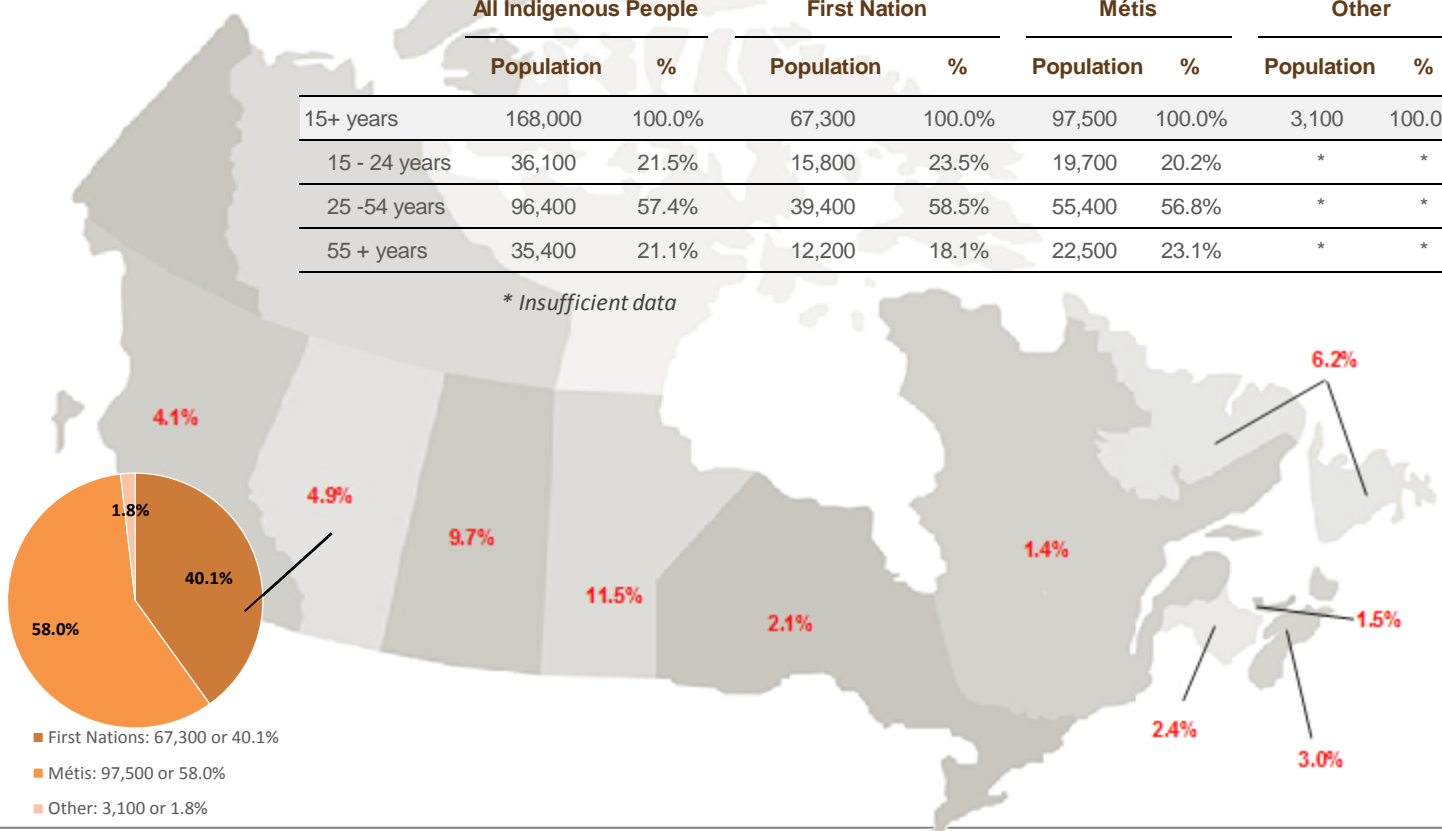 All Indigenous People First Nation Métis Other
Population % Population % Population % Population %
15+ years 168,000 100.0% 67,300 100.0% 97,500 100.0% 3,100 100.0
15 - 24 years 36,100 21.5% 15,800 23.5% 19,700 20.2% * *
25 -54 years 96,400 57.4% 39,400 58.5% 55,400 56.8% * *
55 + years 35,400 21.1% 12,200 18.1% 22,500 23.1% * *
* Insufficient data
6.2%
4.1%
4.9%
9.7%
11.5%
2.1%
1.4%
1.5%
2.4%
3.0%
1.8%
40.1%
58.0%
First Nations: 67,300 or 40.1%
Métis: 97,500 or 58.0%
Other: 3,100 or 1.8%